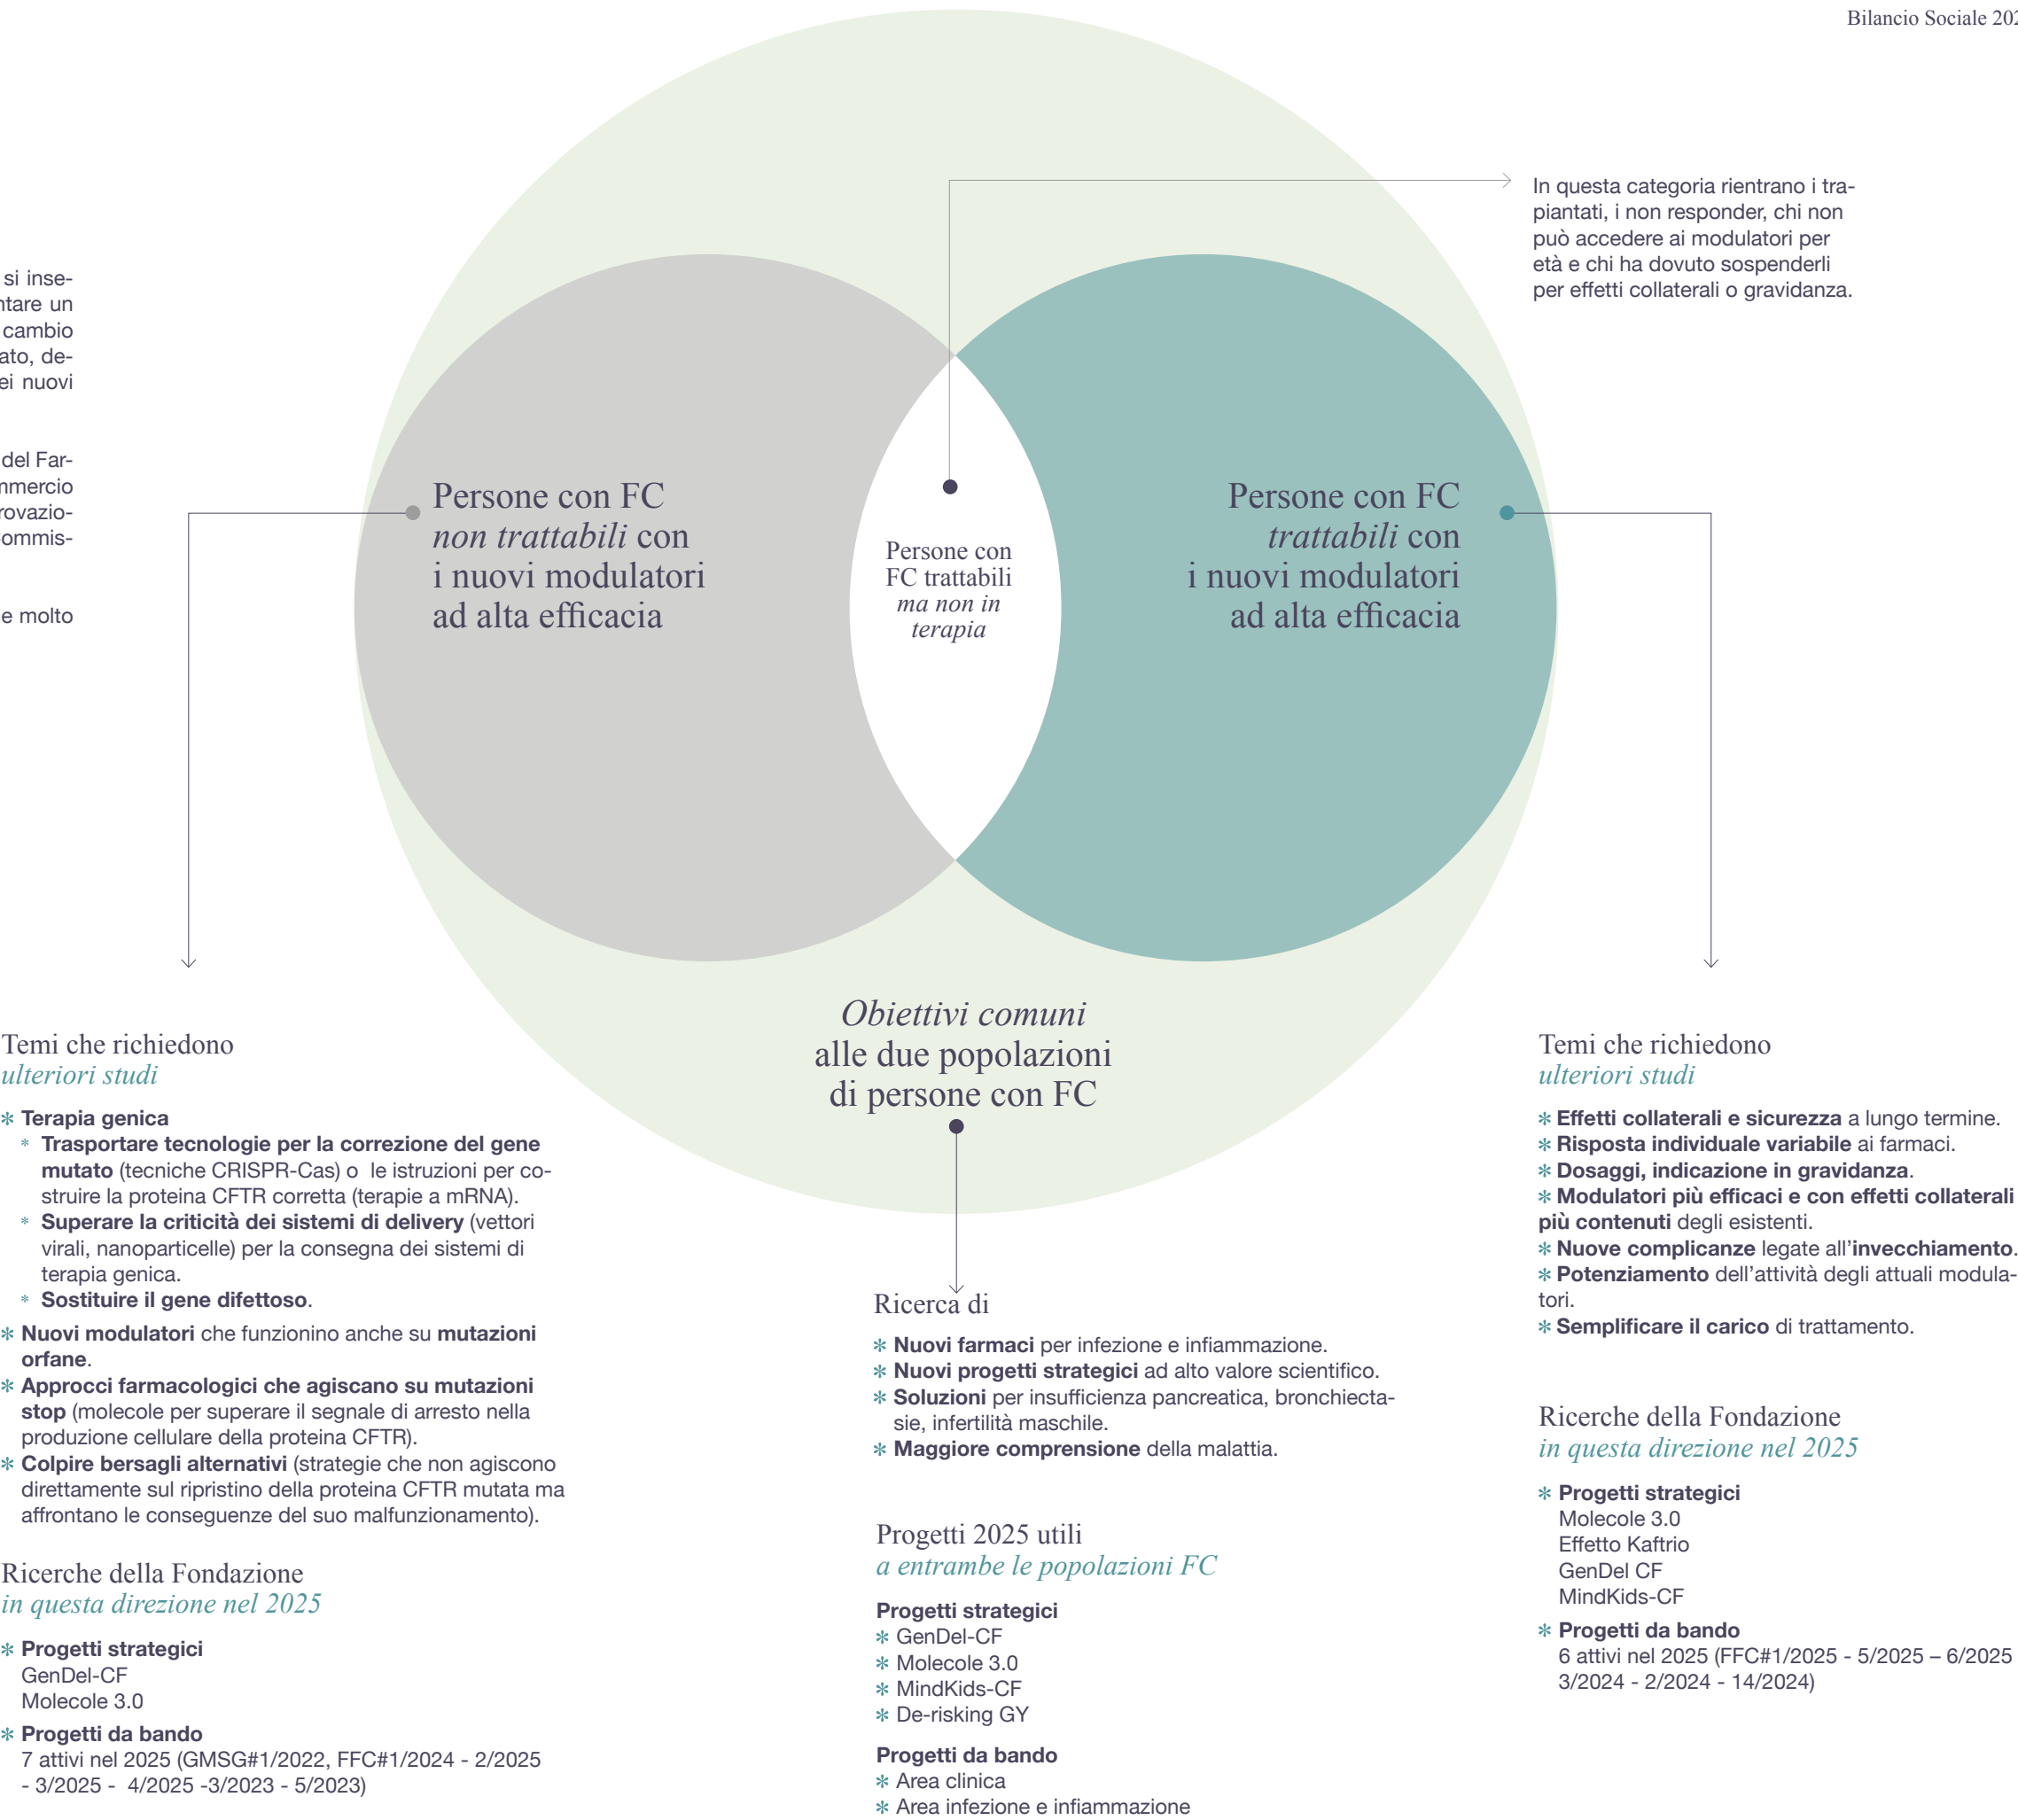 Bilancio Sociale 202
si inse-
ntare un
cambio
ato, de-
ei nuovi
del Far-
mmercio
rovazio-
ommis-
e molto
In questa categoria rientrano i tra-
piantati, i non responder, chi non
può accedere ai modulatori per
età e chi ha dovuto sospenderli
per effetti collaterali o gravidanza.
Persone con FC
non trattabili con
i nuovi modulatori
ad alta efficacia
Persone con
FC trattabili
ma non in
terapia
Persone con FC
trattabili con
i nuovi modulatori
ad alta efficacia
Obiettivi comuni
alle due popolazioni
di persone con FC
Temi che richiedono
ulteriori studi
* Terapia genica
* Trasportare tecnologie per la correzione del gene
mutato (tecniche CRISPR-Cas) o le istruzioni per co-
struire la proteina CFTR corretta (terapie a mRNA).
* Superare la criticità dei sistemi di delivery (vettori
virali, nanoparticelle) per la consegna dei sistemi di
terapia genica.
* Sostituire il gene difettoso.
* Nuovi modulatori che funzionino anche su mutazioni
orfane.
* Approcci farmacologici che agiscano su mutazioni
stop (molecole per superare il segnale di arresto nella
produzione cellulare della proteina CFTR).
* Colpire bersagli alternativi (strategie che non agiscono
direttamente sul ripristino della proteina CFTR mutata ma
affrontano le conseguenze del suo malfunzionamento).
Ricerche della Fondazione
in questa direzione nel 2025
* Progetti strategici
GenDel-CF
Molecole 3.0
* Progetti da bando
7 attivi nel 2025 (GMSG#1/2022, FFC#1/2024 - 2/2025
- 3/2025 - 4/2025 -3/2023 - 5/2023)
Ricerca di
* Nuovi farmaci per infezione e infiammazione.
* Nuovi progetti strategici ad alto valore scientifico.
* Soluzioni per insufficienza pancreatica, bronchiecta-
sie, infertilità maschile.
* Maggiore comprensione della malattia.
Progetti 2025 utili
a entrambe le popolazioni FC
Progetti strategici
* GenDel-CF
* Molecole 3.0
* MindKids-CF
* De-risking GY
Progetti da bando
* Area clinica
* Area infezione e infiammazione
Temi che richiedono
ulteriori studi
* Effetti collaterali e sicurezza a lungo termine.
* Risposta individuale variabile ai farmaci.
* Dosaggi, indicazione in gravidanza.
* Modulatori più efficaci e con effetti collaterali
più contenuti degli esistenti.
* Nuove complicanze legate all'invecchiamento.
* Potenziamento dell'attività degli attuali modula-
tori.
* Semplificare il carico di trattamento.
Ricerche della Fondazione
in questa direzione nel 2025
* Progetti strategici
Molecole 3.0
Effetto Kaftrio
GenDel CF
MindKids-CF
* Progetti da bando
6 attivi nel 2025 (FFC#1/2025 - 5/2025 – 6/2025
3/2024 - 2/2024 - 14/2024)